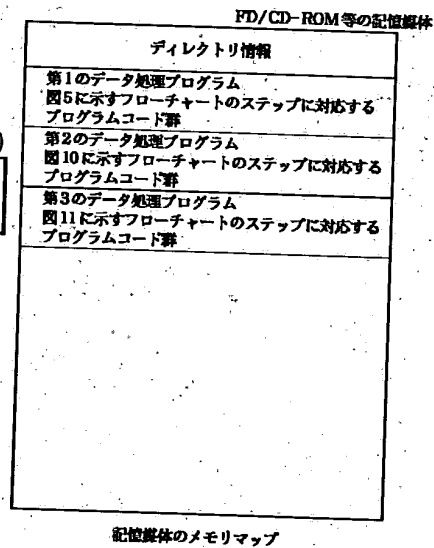 FD/CD-ROM等の記憶媒体
ディレクトリ情報
第1のデータ処理プログラム
図5に示すフローチャートのステップに対応する
プログラムコード群
第2のデータ処理プログラム
図10に示すフローチャートのステップに対応する
プログラムコード群
第3のデータ処理プログラム
図11に示すフローチャートのステップに対応する
プログラムコード群
記憶媒体のメモリマップ